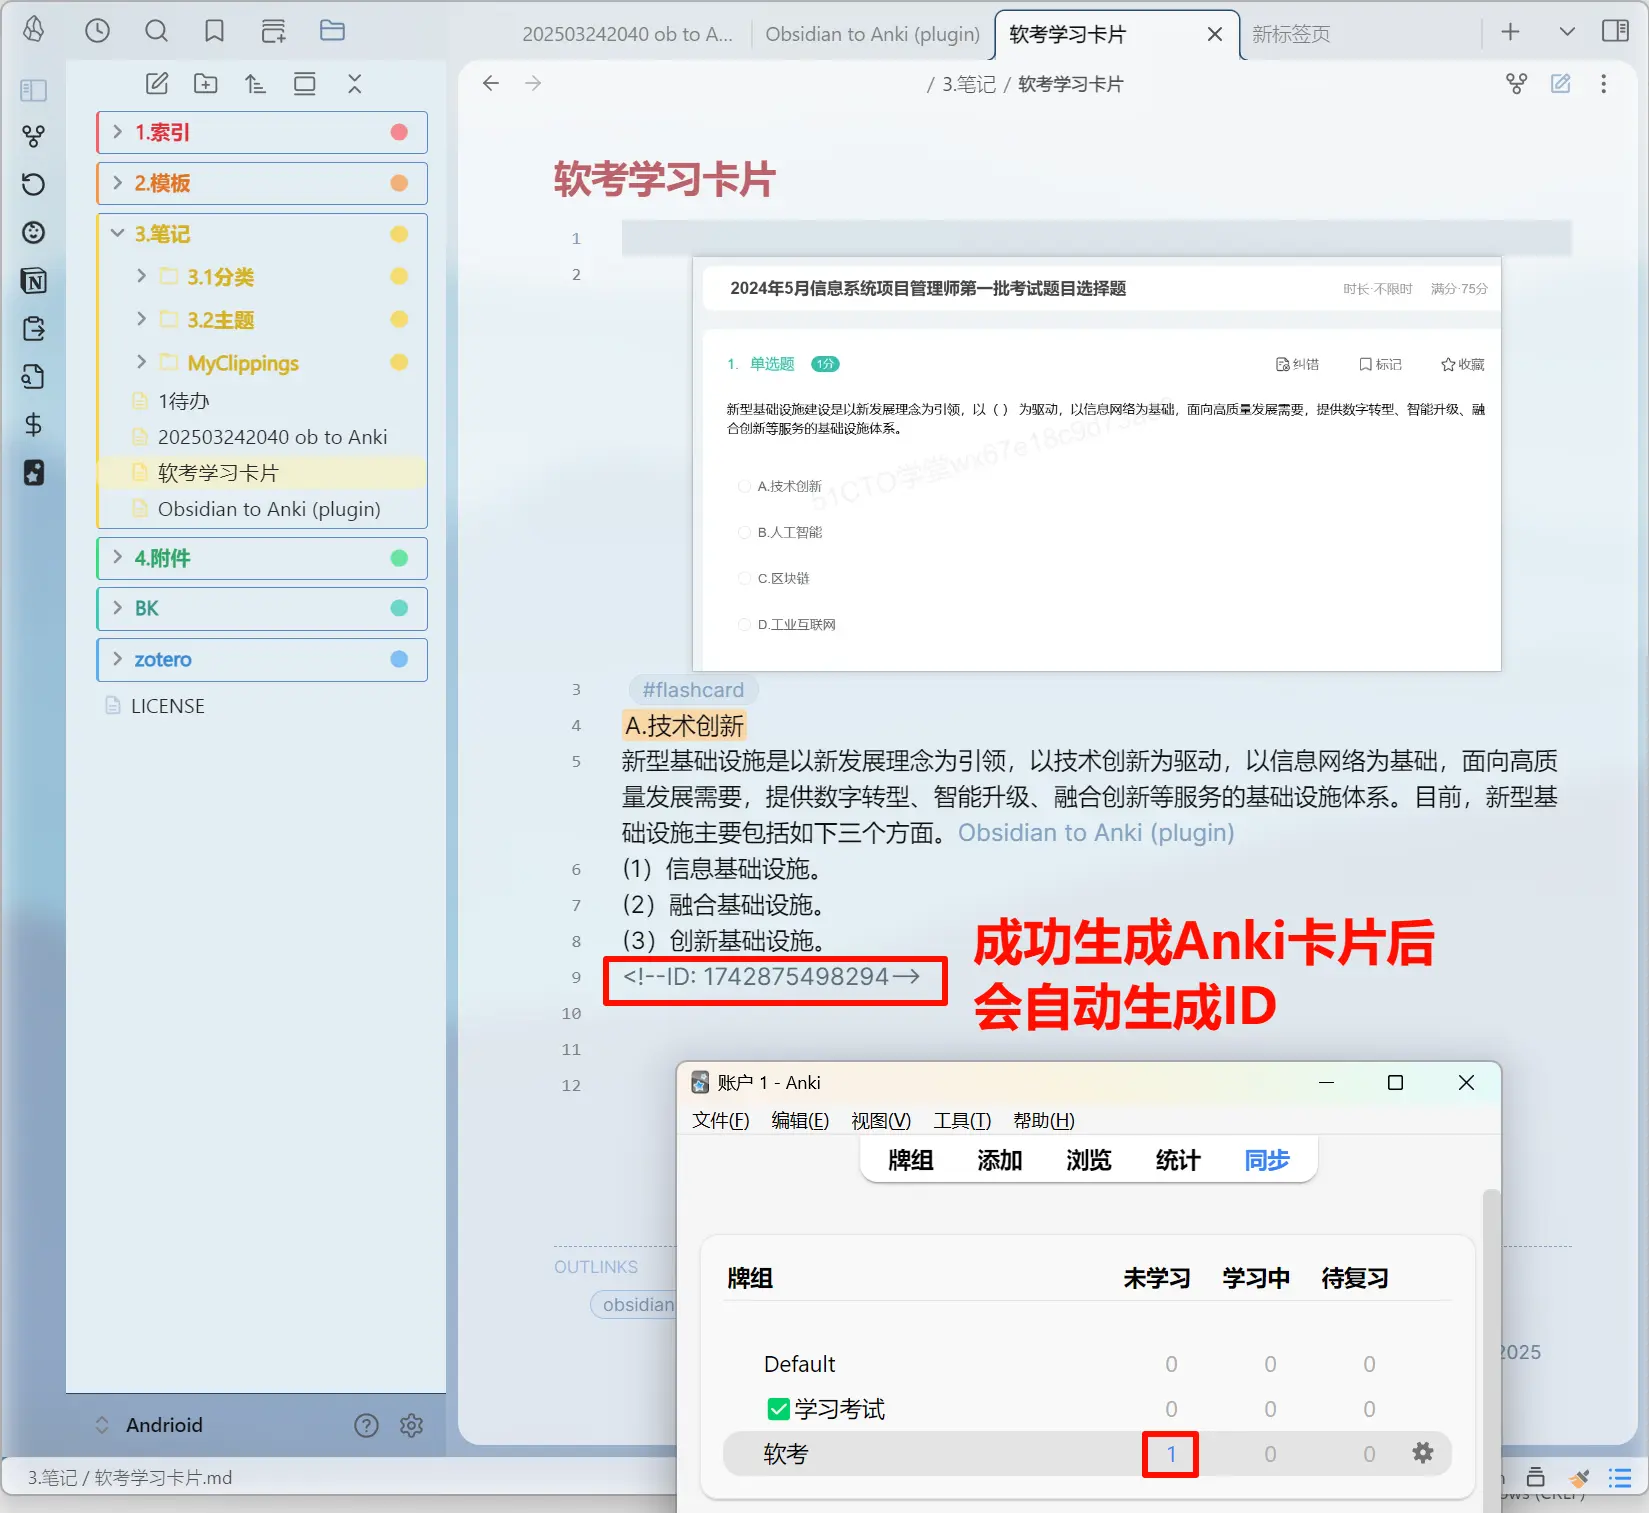 202503242040 ob to A...
Obsidian to Anki (plugin)
软考学习卡片
新标签页
/ 3.笔记 / 软考学习卡片
1.索引
2.模板
3.笔记
3.1分类
3.2主题
MyClippings
1待办
202503242040 ob to Anki
软考学习卡片
Obsidian to Anki (plugin)
4.附件
BK
zotero
LICENSE
Andrioid
3.笔记 / 软考学习卡片.md
软考学习卡片
1
2
2024年5月信息系统项目管理师第一批考试题目选择题
时长·不限时 满分·75分
1. 单选题 1分
纠错 标记 收藏
新型基础设施建设是以新发展理念为引领，以（ ） 为驱动，以信息网络为基础，面向高质量发展需要，提供数字转型、智能升级、融
合创新等服务的基础设施体系。
A.技术创新
B.人工智能
C.区块链
D.工业互联网
3 #flashcard
4 A.技术创新
5 新型基础设施是以新发展理念为引领，以技术创新为驱动，以信息网络为基础，面向高质
量发展需要，提供数字转型、智能升级、融合创新等服务的基础设施体系。目前，新型基
础设施主要包括如下三个方面。Obsidian to Anki (plugin)
6 （1）信息基础设施。
7 （2）融合基础设施。
8 （3）创新基础设施。
9 <!--ID: 1742875498294-->
10
11
12
成功生成Anki卡片后
会自动生成ID
OUTLINKS
obsidian
2025
账户 1 - Anki
文件(F) 编辑(E) 视图(V) 工具(T) 帮助(H)
牌组 添加 浏览 统计 同步
牌组 未学习 学习中 待复习
Default 0 0 0
✅学习考试 0 0 0
软考 1 0 0